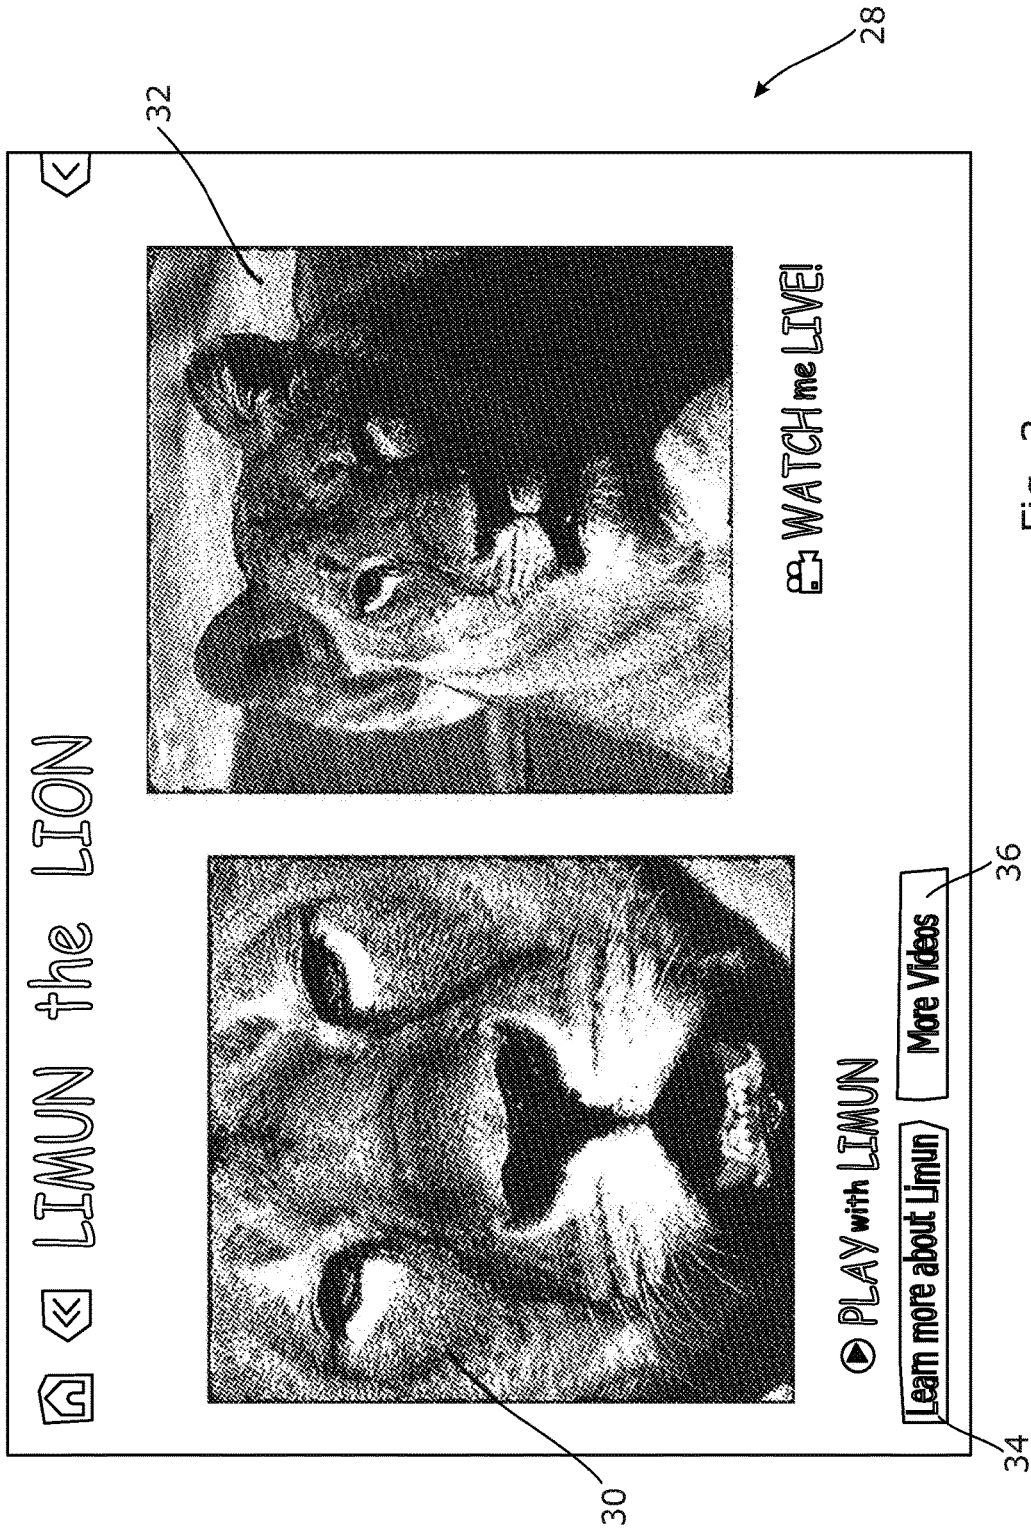 LIMUN the LION
32
28
30
PLAY with LIMUN
WATCH me LIVE!
Learn more about Limun
More Videos
34
36